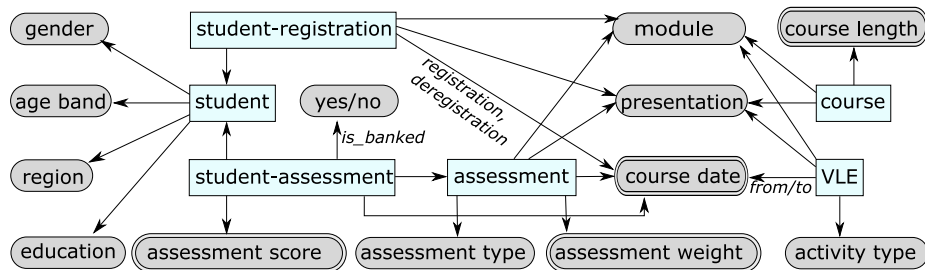 gender
student-registration
module
course length
registration,
deregistration
age band
student
yes/no
presentation
course
is_banked
region
student-assessment
assessment
course date
from/to
VLE
education
assessment score
assessment type
assessment weight
activity type